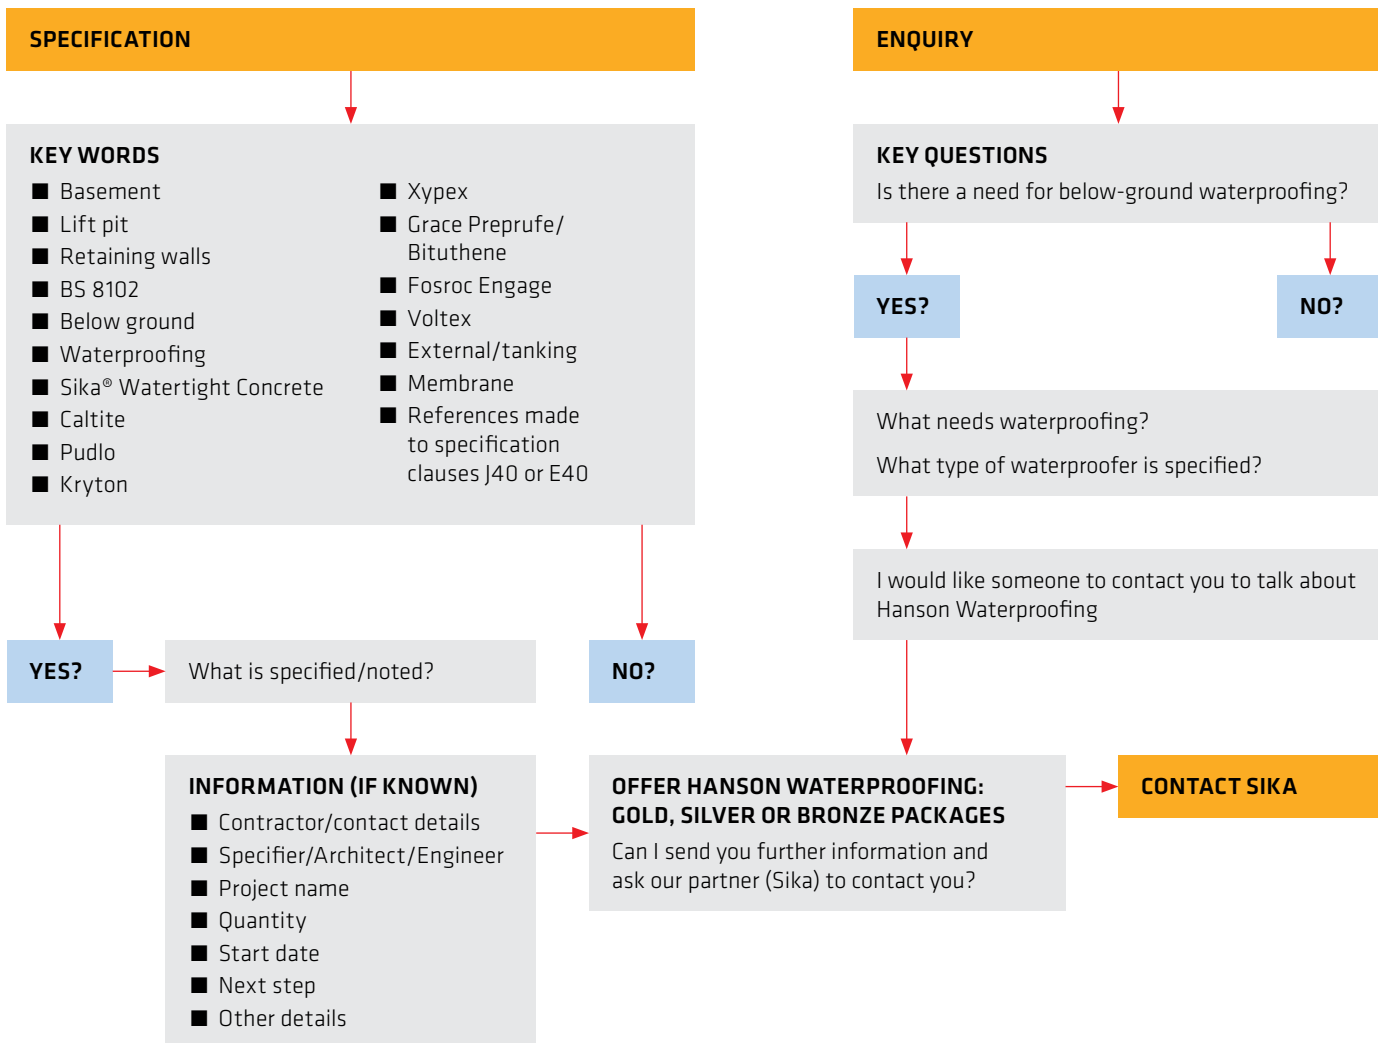 SPECIFICATION
KEY WORDS
■ Basement
■ Lift pit
■ Retaining walls
■ BS 8102
■ Below ground
■ Waterproofing
■ Sika® Watertight Concrete
■ Caltite
■ Pudlo
■ Kryton
■ Xypex
■ Grace Preprufe/
Bituthene
■ Fosroc Engage
■ Voltex
■ External/tanking
■ Membrane
■ References made
to specification
clauses J40 or E40
YES?
What is specified/noted?
NO?
INFORMATION (IF KNOWN)
■ Contractor/contact details
■ Specifier/Architect/Engineer
■ Project name
■ Quantity
■ Start date
■ Next step
■ Other details
ENQUIRY
KEY QUESTIONS
Is there a need for below-ground waterproofing?
YES?
NO?
What needs waterproofing?
What type of waterproofer is specified?
I would like someone to contact you to talk about
Hanson Waterproofing
OFFER HANSON WATERPROOFING:
GOLD, SILVER OR BRONZE PACKAGES
Can I send you further information and
ask our partner (Sika) to contact you?
CONTACT SIKA